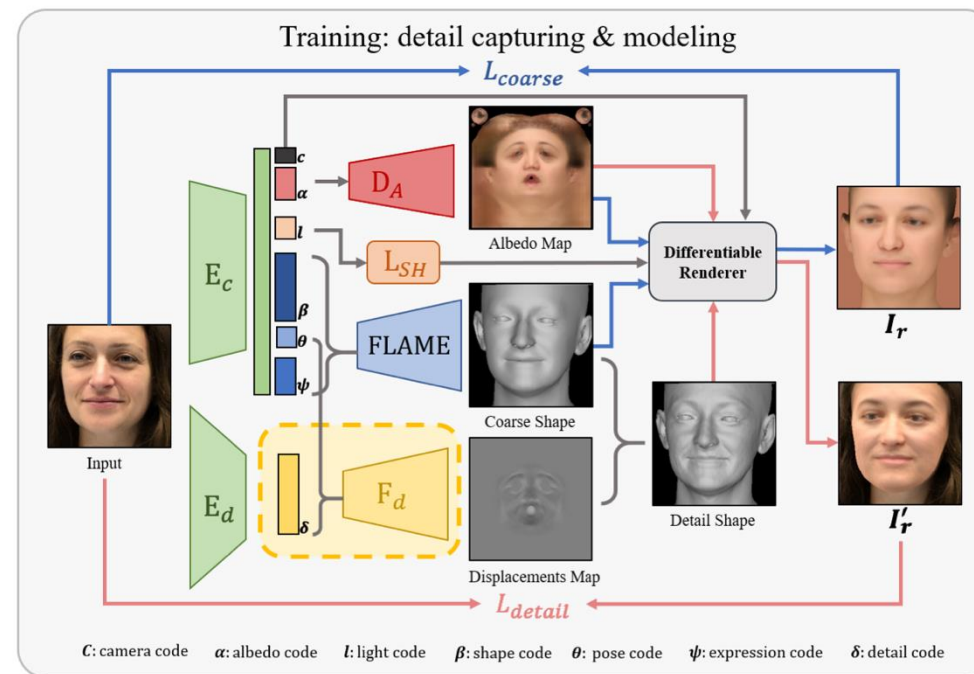 Training: detail capturing & modeling
L_coarse
c
α
D_A
Albedo Map
l
L_SH
Differentiable
Renderer
E_c
β
θ
FLAME
ψ
Coarse Shape
I_r
Input
E_d
δ
F_d
Detail Shape
I'_r
Displacements Map
L_detail
C: camera code α: albedo code l: light code β: shape code θ: pose code ψ: expression code δ: detail code